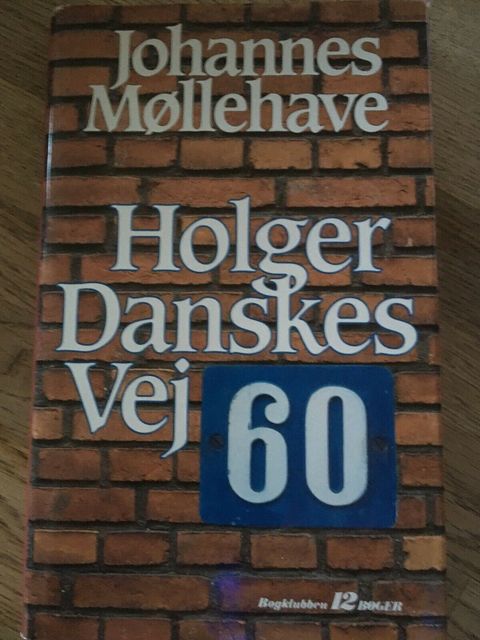 Johannes
Møllehave
Holger
Danskes
Vej 60
Bogklubben 12 BØGER